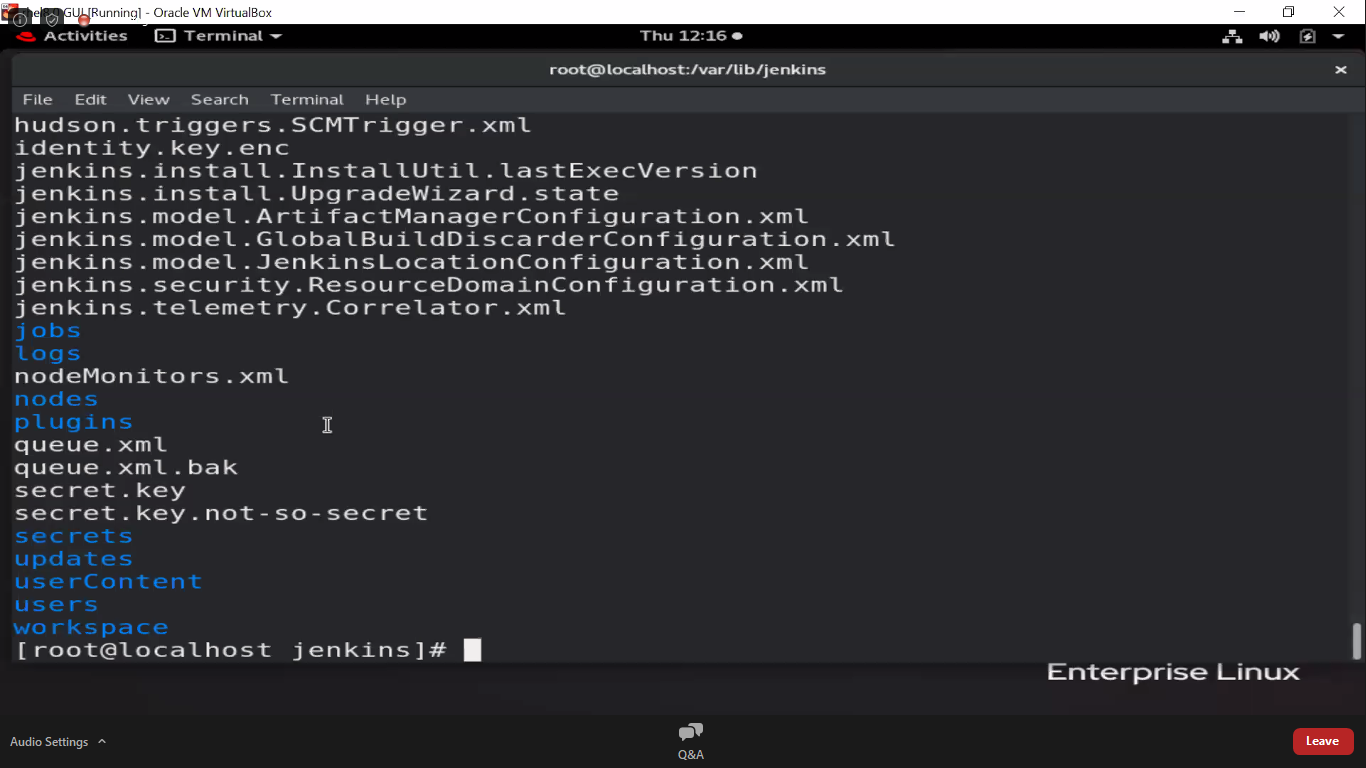 GUI [Running] - Oracle VM VirtualBox
Activities Terminal Thu 12:16
root@localhost:/var/lib/jenkins
File Edit View Search Terminal Help
hudson.triggers.SCMTrigger.xml
identity.key.enc
jenkins.install.InstallUtil.lastExecVersion
jenkins.install.UpgradeWizard.state
jenkins.model.ArtifactManagerConfiguration.xml
jenkins.model.GlobalBuildDiscarderConfiguration.xml
jenkins.model.JenkinsLocationConfiguration.xml
jenkins.security.ResourceDomainConfiguration.xml
jenkins.telemetry.Correlator.xml
jobs
logs
nodeMonitors.xml
nodes
plugins
queue.xml
queue.xml.bak
secret.key
secret.key.not-so-secret
secrets
updates
userContent
users
workspace
[root@localhost jenkins]#
Enterprise Linux
Audio Settings
Q&A
Leave